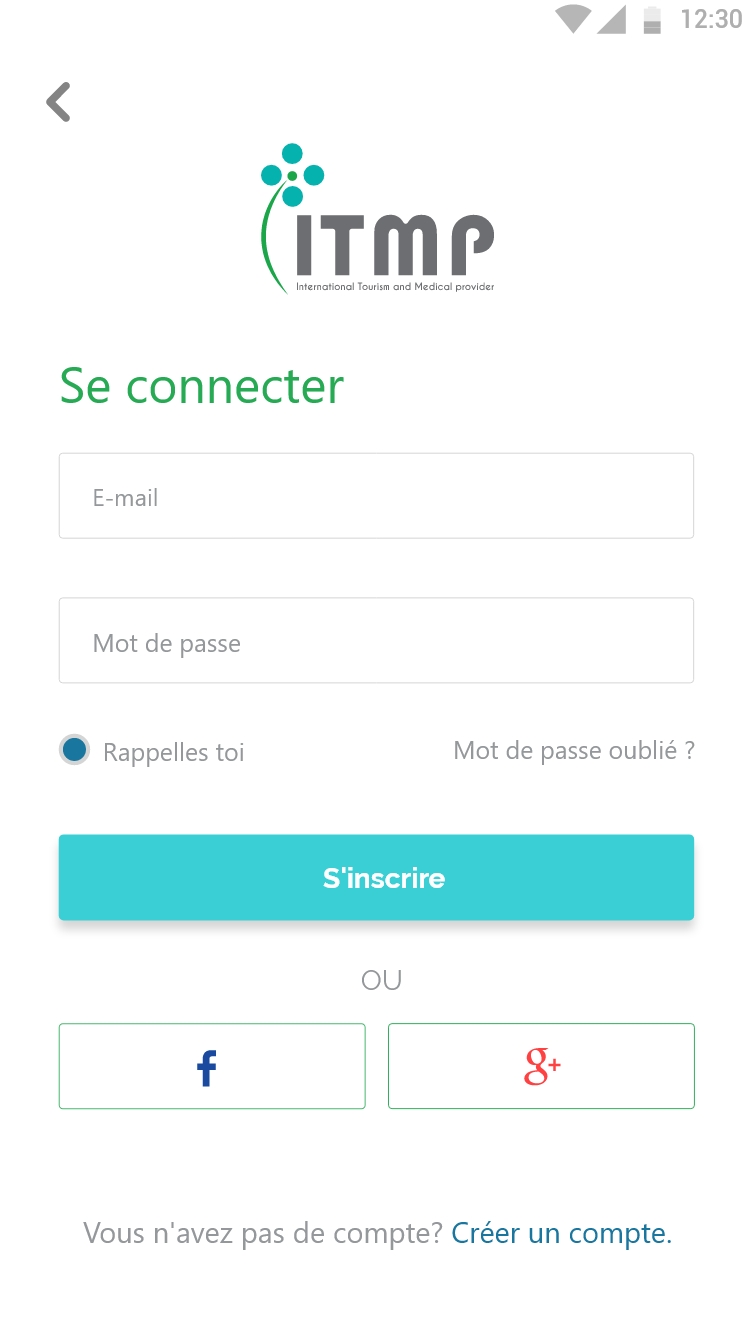 12:30
ITMP
International Tourism and Medical provider
Se connecter
E-mail
Mot de passe
Rappelles toi
Mot de passe oublié ?
S'inscrire
OU
f
g+
Vous n'avez pas de compte? Créer un compte.